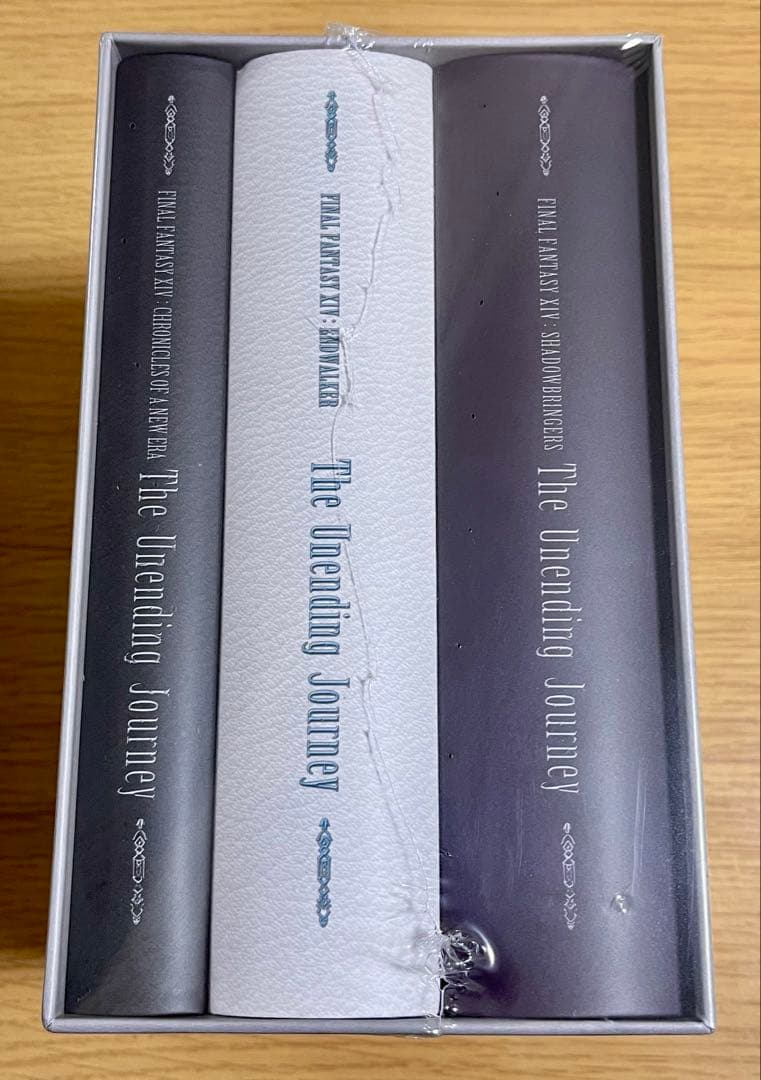 FINAL FANTASY XIV : CHRONICLES OF A NEW ERA
The Unending Journey
FINAL FANTASY XIV : ENDWALKER
The Unending Journey
FINAL FANTASY XIV : SHADOWBRINGERS
The Unending Journey